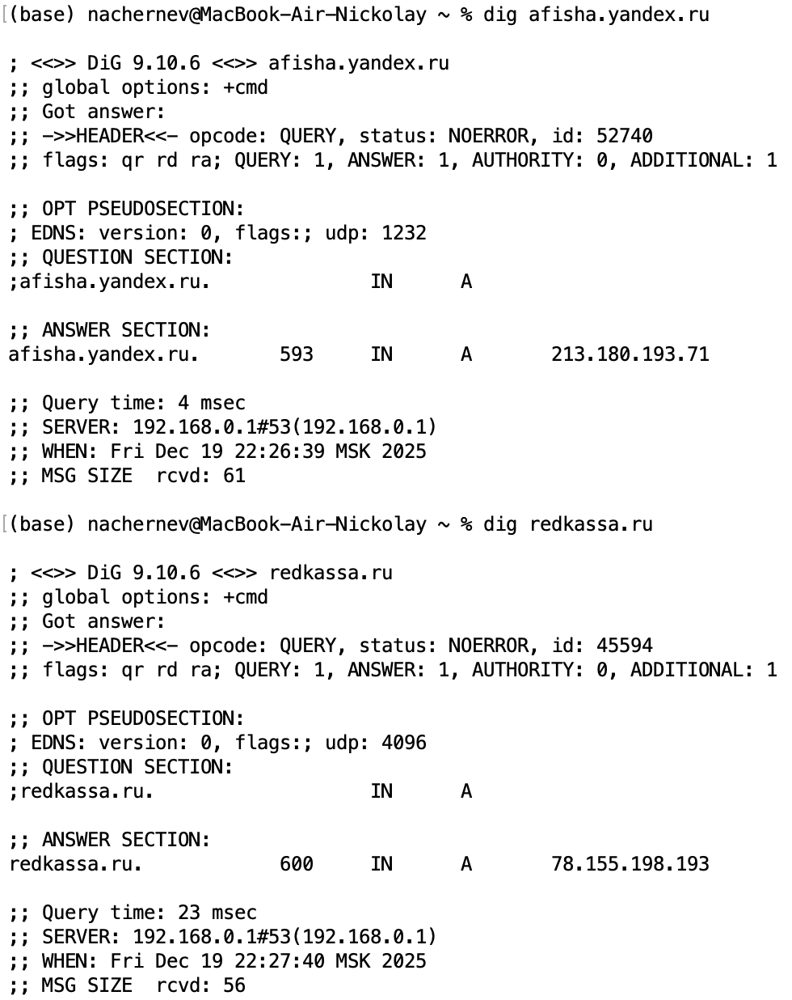 (base) nachernev@MacBook-Air-Nickolay ~ % dig afisha.yandex.ru
; <<>> DiG 9.10.6 <<>> afisha.yandex.ru
;; global options: +cmd
;; Got answer:
;; ->>HEADER<<- opcode: QUERY, status: NOERROR, id: 52740
;; flags: qr rd ra; QUERY: 1, ANSWER: 1, AUTHORITY: 0, ADDITIONAL: 1
;; OPT PSEUDOSECTION:
; EDNS: version: 0, flags:; udp: 1232
;; QUESTION SECTION:
;afisha.yandex.ru. IN A
;; ANSWER SECTION:
afisha.yandex.ru. 593 IN A 213.180.193.71
;; Query time: 4 msec
;; SERVER: 192.168.0.1#53(192.168.0.1)
;; WHEN: Fri Dec 19 22:26:39 MSK 2025
;; MSG SIZE  rcvd: 61
(base) nachernev@MacBook-Air-Nickolay ~ % dig redkassa.ru
; <<>> DiG 9.10.6 <<>> redkassa.ru
;; global options: +cmd
;; Got answer:
;; ->>HEADER<<- opcode: QUERY, status: NOERROR, id: 45594
;; flags: qr rd ra; QUERY: 1, ANSWER: 1, AUTHORITY: 0, ADDITIONAL: 1
;; OPT PSEUDOSECTION:
; EDNS: version: 0, flags:; udp: 4096
;; QUESTION SECTION:
;redkassa.ru. IN A
;; ANSWER SECTION:
redkassa.ru. 600 IN A 78.155.198.193
;; Query time: 23 msec
;; SERVER: 192.168.0.1#53(192.168.0.1)
;; WHEN: Fri Dec 19 22:27:40 MSK 2025
;; MSG SIZE  rcvd: 56